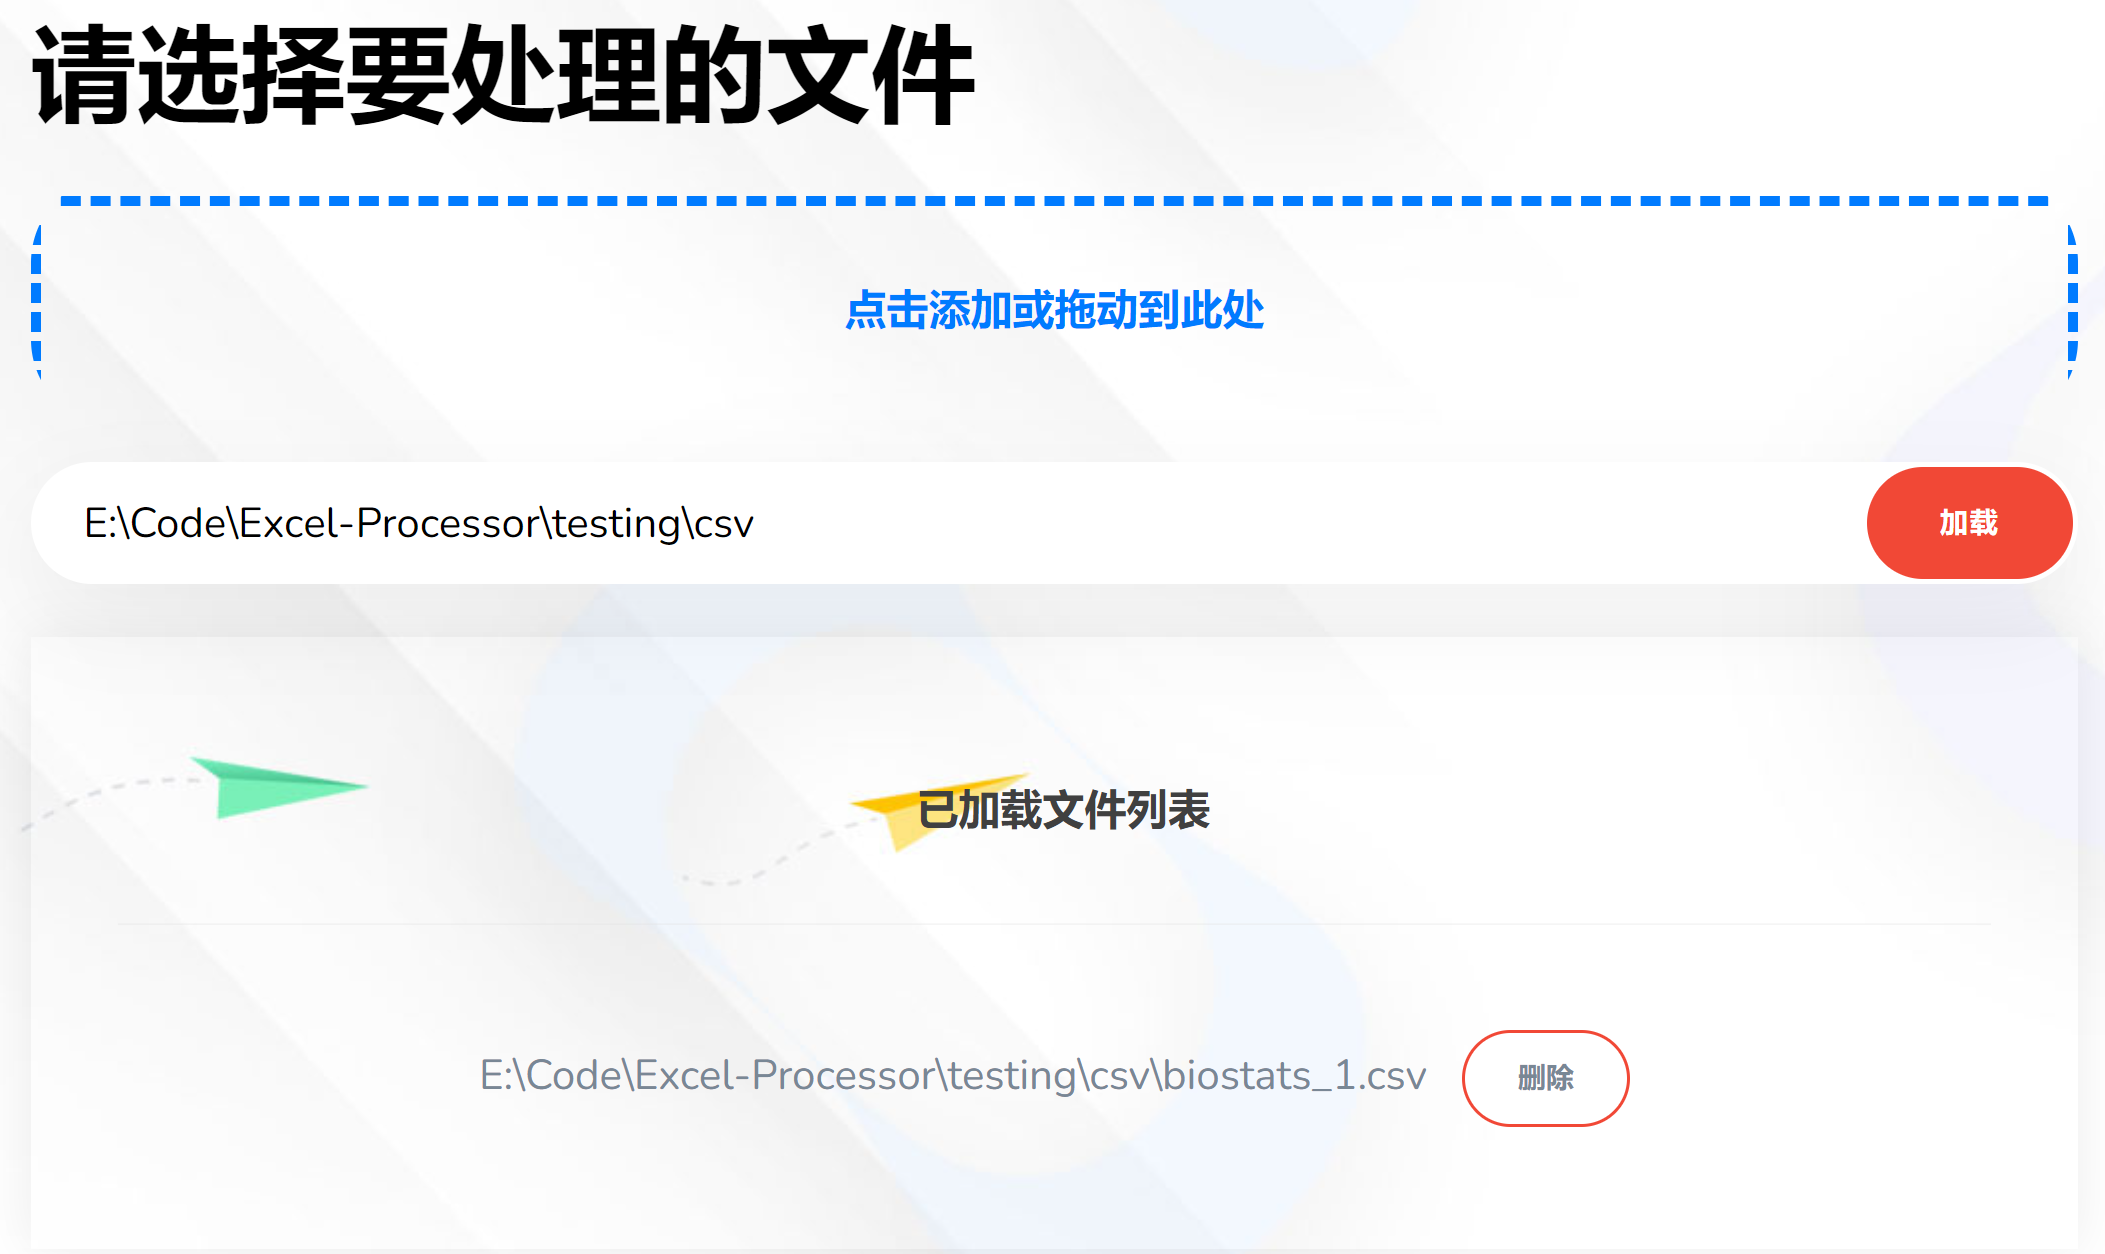 请选择要处理的文件
点击添加或拖动到此处
E:\Code\Excel-Processor\testing\csv
加载
已加载文件列表
E:\Code\Excel-Processor\testing\csv\biostats_1.csv
删除